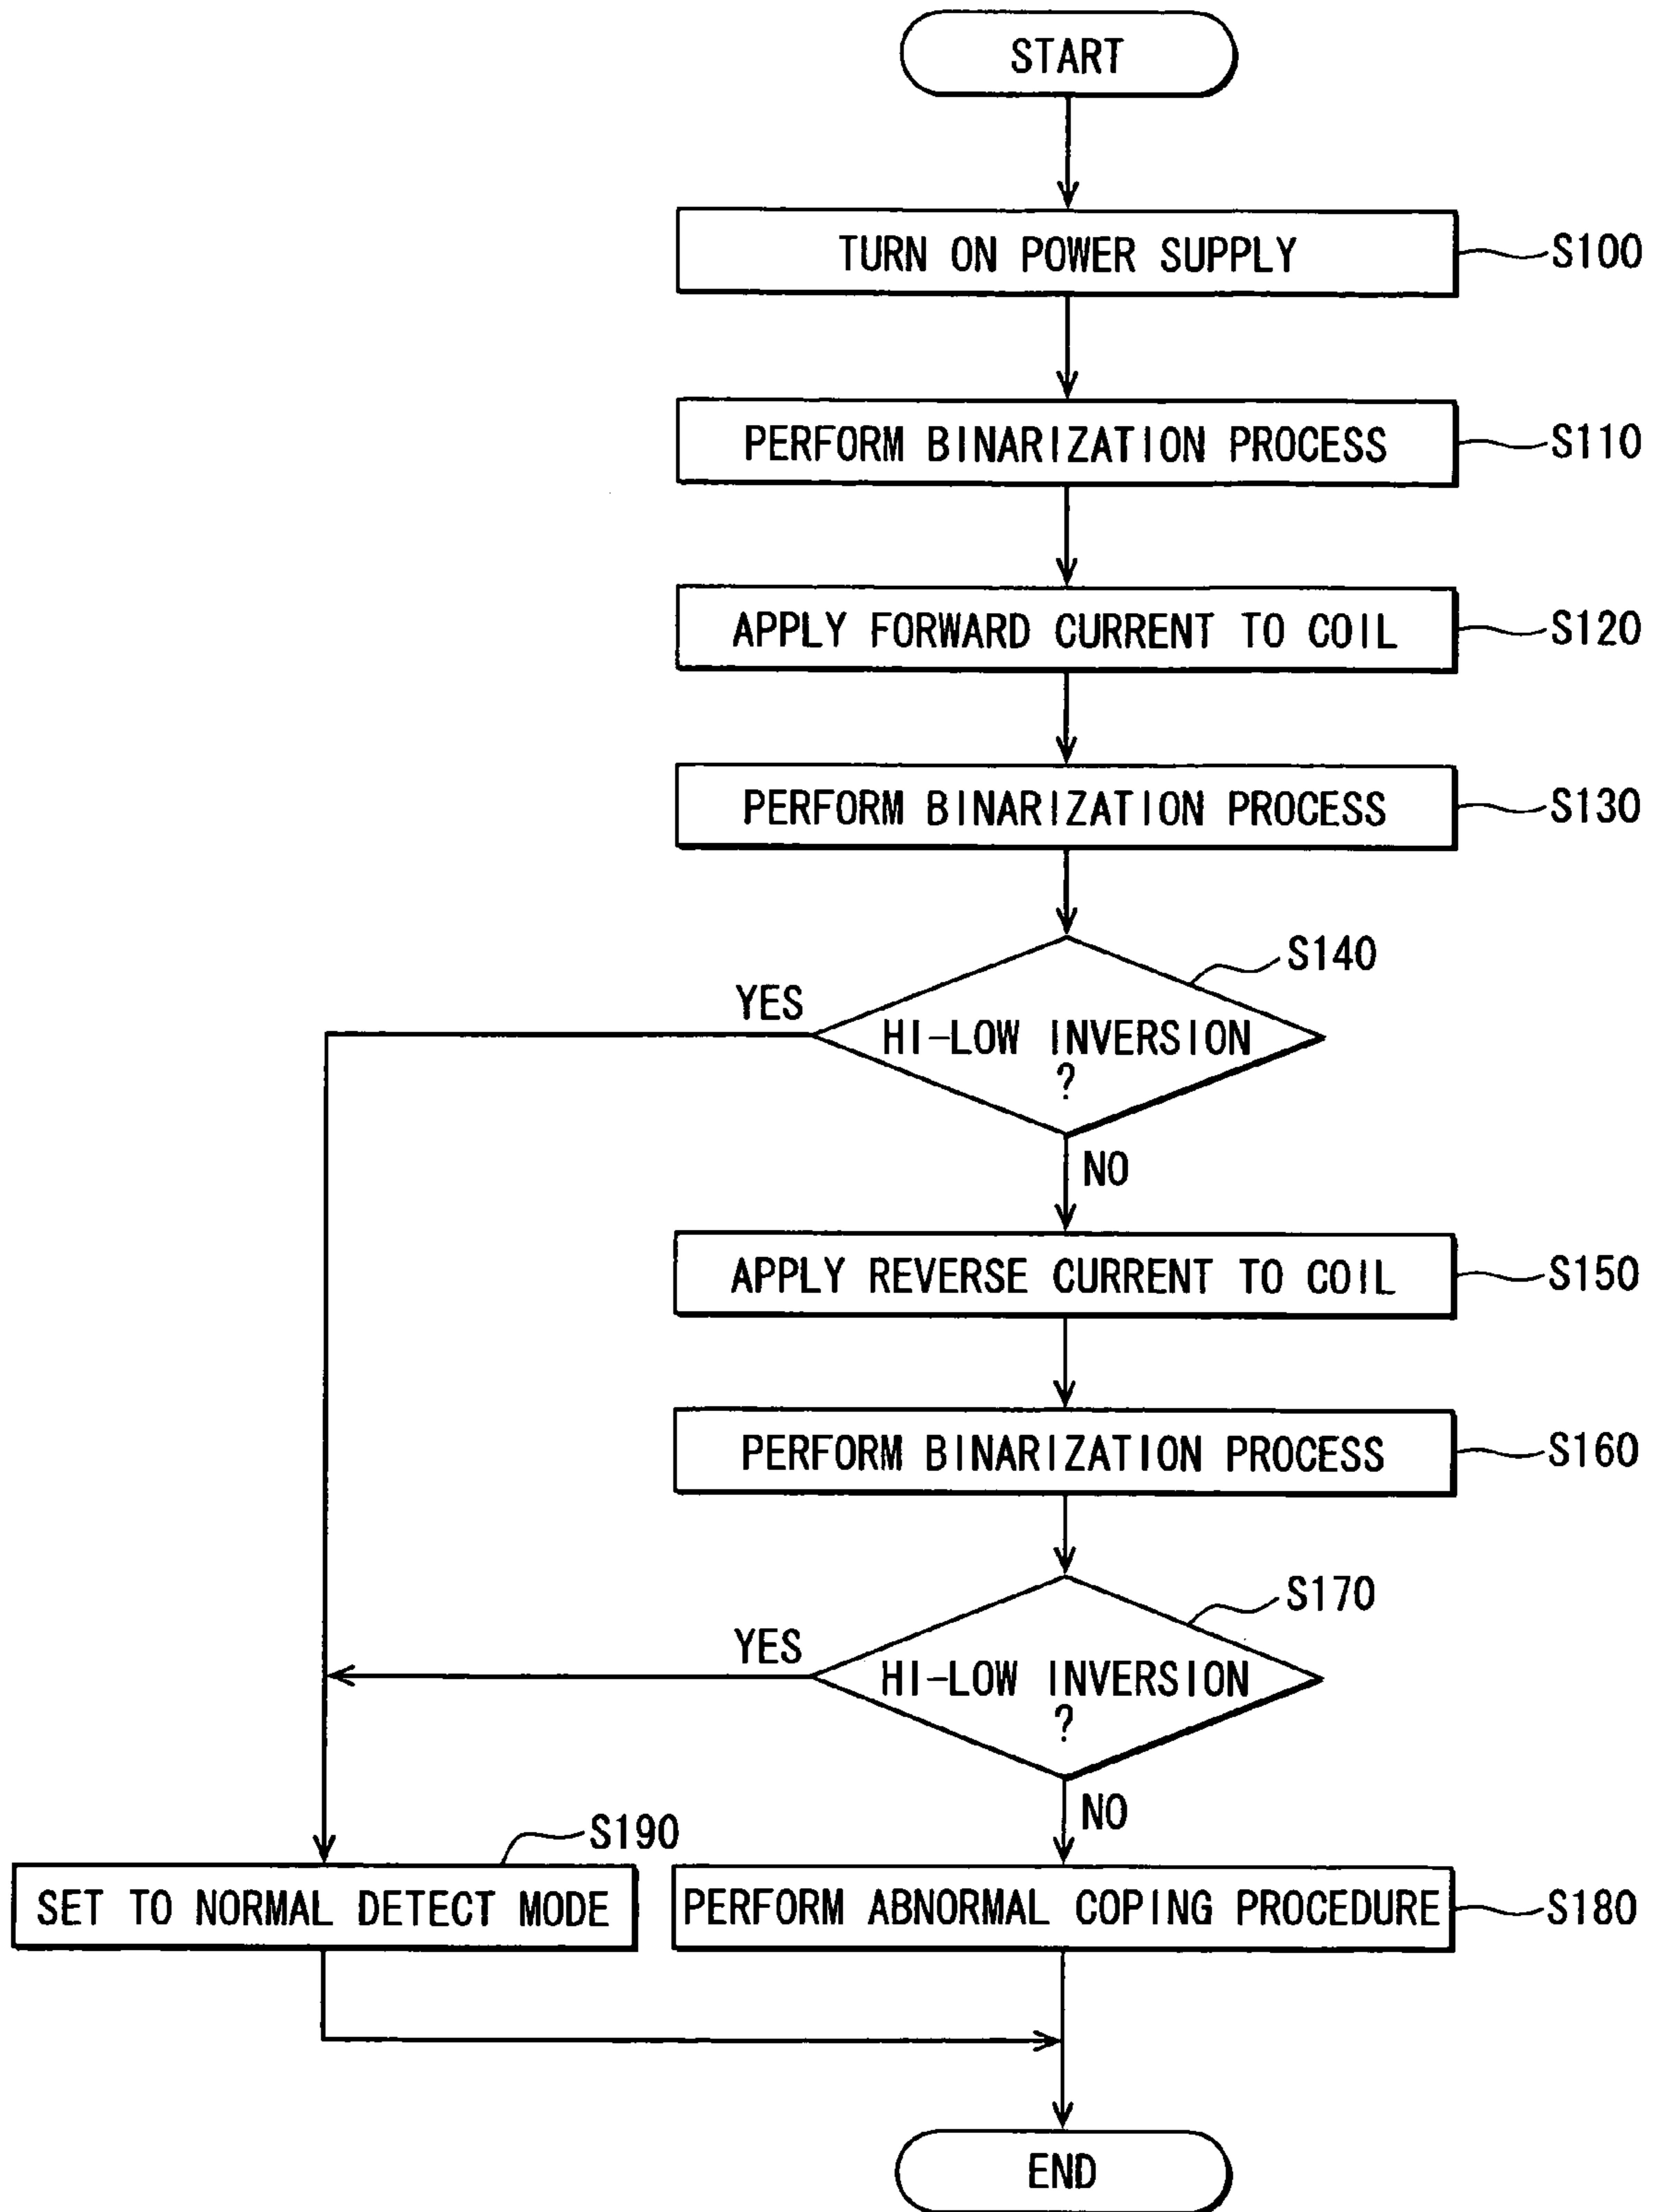 START
TURN ON POWER SUPPLY
S100
PERFORM BINARIZATION PROCESS
S110
APPLY FORWARD CURRENT TO COIL
S120
PERFORM BINARIZATION PROCESS
S130
S140
YES
HI-LOW INVERSION
?
NO
APPLY REVERSE CURRENT TO COIL
S150
PERFORM BINARIZATION PROCESS
S160
S170
YES
HI-LOW INVERSION
?
NO
S190
SET TO NORMAL DETECT MODE
PERFORM ABNORMAL COPING PROCEDURE
S180
END